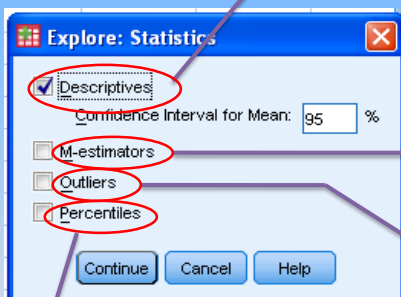 Explore: Statistics
Descriptives
Confidence Interval for Mean: 95 %
M-estimators
Outliers
Percentiles
Continue Cancel Help